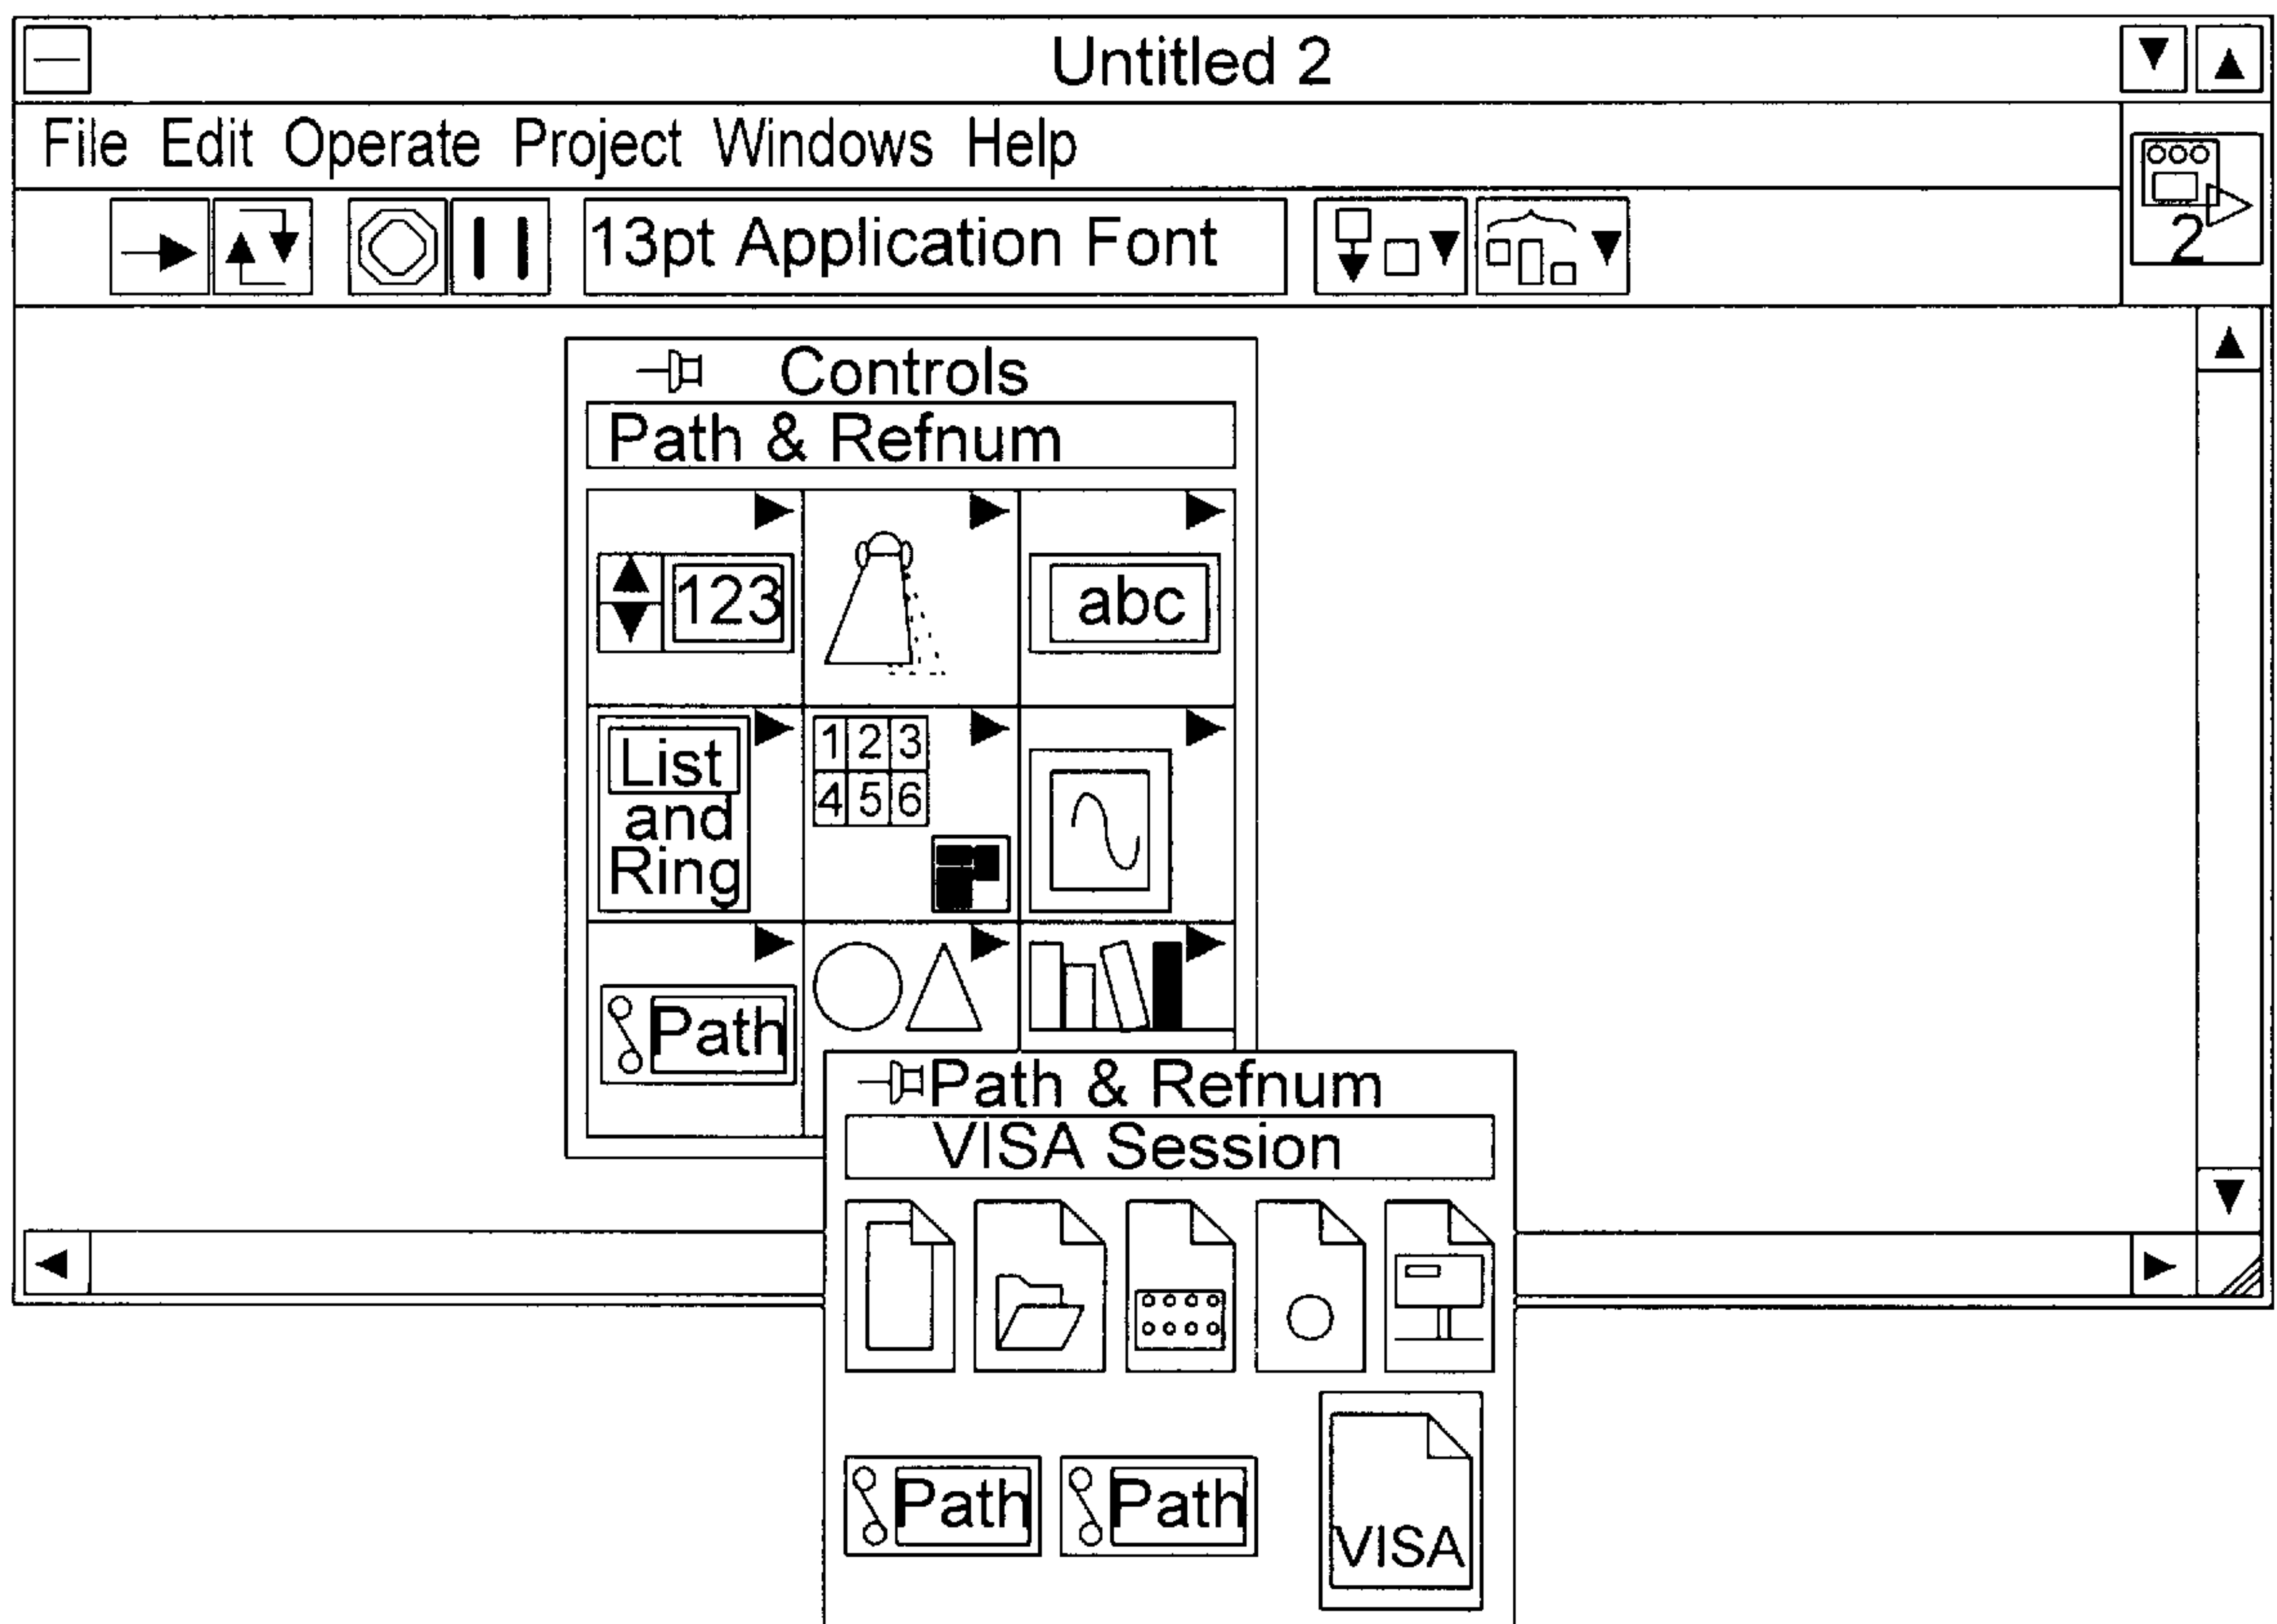 Untitled 2
File Edit Operate Project Windows Help
2
13pt Application Font
Controls
Path & Refnum
123
abc
List
and
Ring
1 2 3
4 5 6
Path
Path & Refnum
VISA Session
Path
Path
VISA